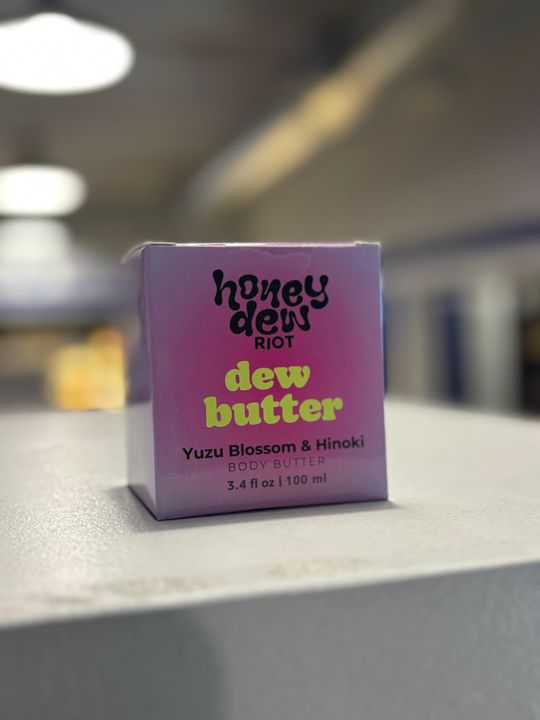 honey
dew
RIOT
dew
butter
Yuzu Blossom & Hinoki
BODY BUTTER
3.4 fl oz | 100 ml